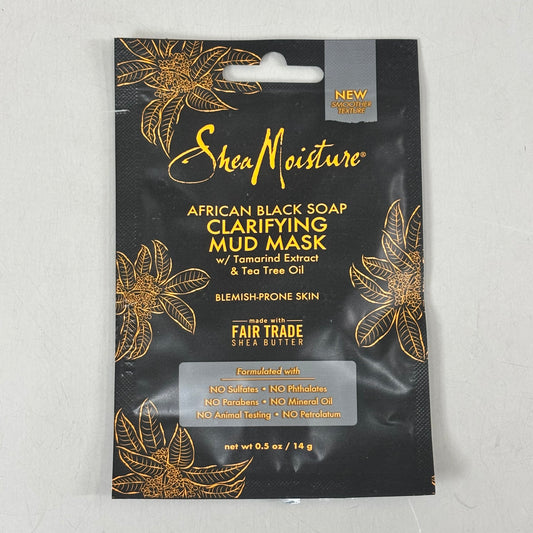 NEW
SMOOTHER
TEXTURE
SheaMoisture®
AFRICAN BLACK SOAP
CLARIFYING
MUD MASK
w/ Tamarind Extract
& Tea Tree Oil
BLEMISH-PRONE SKIN
made with
FAIR TRADE
SHEA BUTTER
Formulated with
NO Sulfates • NO Phthalates
NO Parabens • NO Mineral Oil
NO Animal Testing • NO Petrolatum
net wt 0.5 oz / 14 g